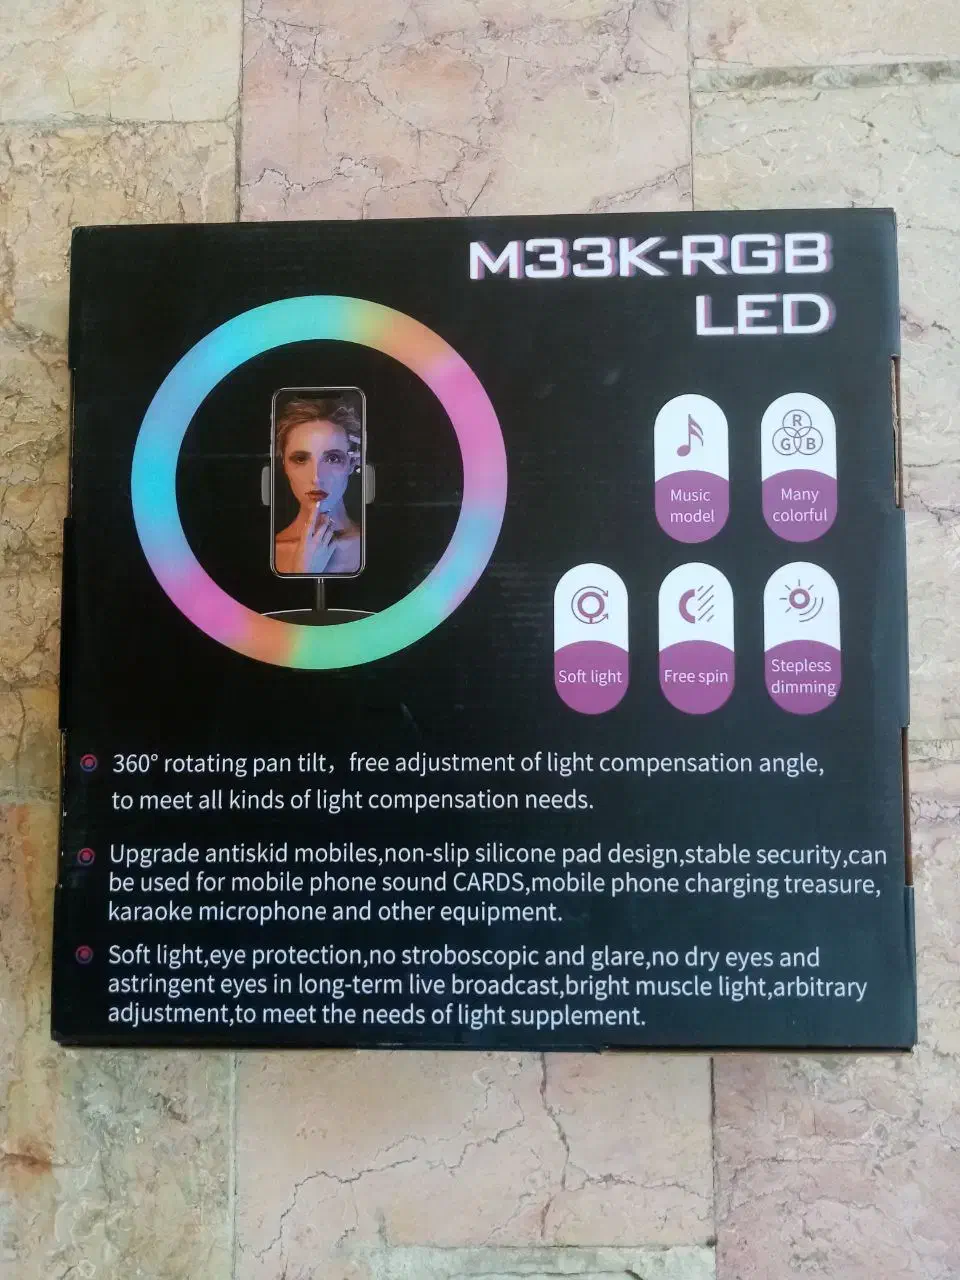 M33K-RGB
LED
Music
model
R
G B
Many
colorful
Soft light
Free spin
Stepless
dimming
360° rotating pan tilt，free adjustment of light compensation angle,
to meet all kinds of light compensation needs.
Upgrade antiskid mobiles,non-slip silicone pad design,stable security,can
be used for mobile phone sound CARDS,mobile phone charging treasure,
karaoke microphone and other equipment.
Soft light,eye protection,no stroboscopic and glare,no dry eyes and
astringent eyes in long-term live broadcast,bright muscle light,arbitrary
adjustment,to meet the needs of light supplement.